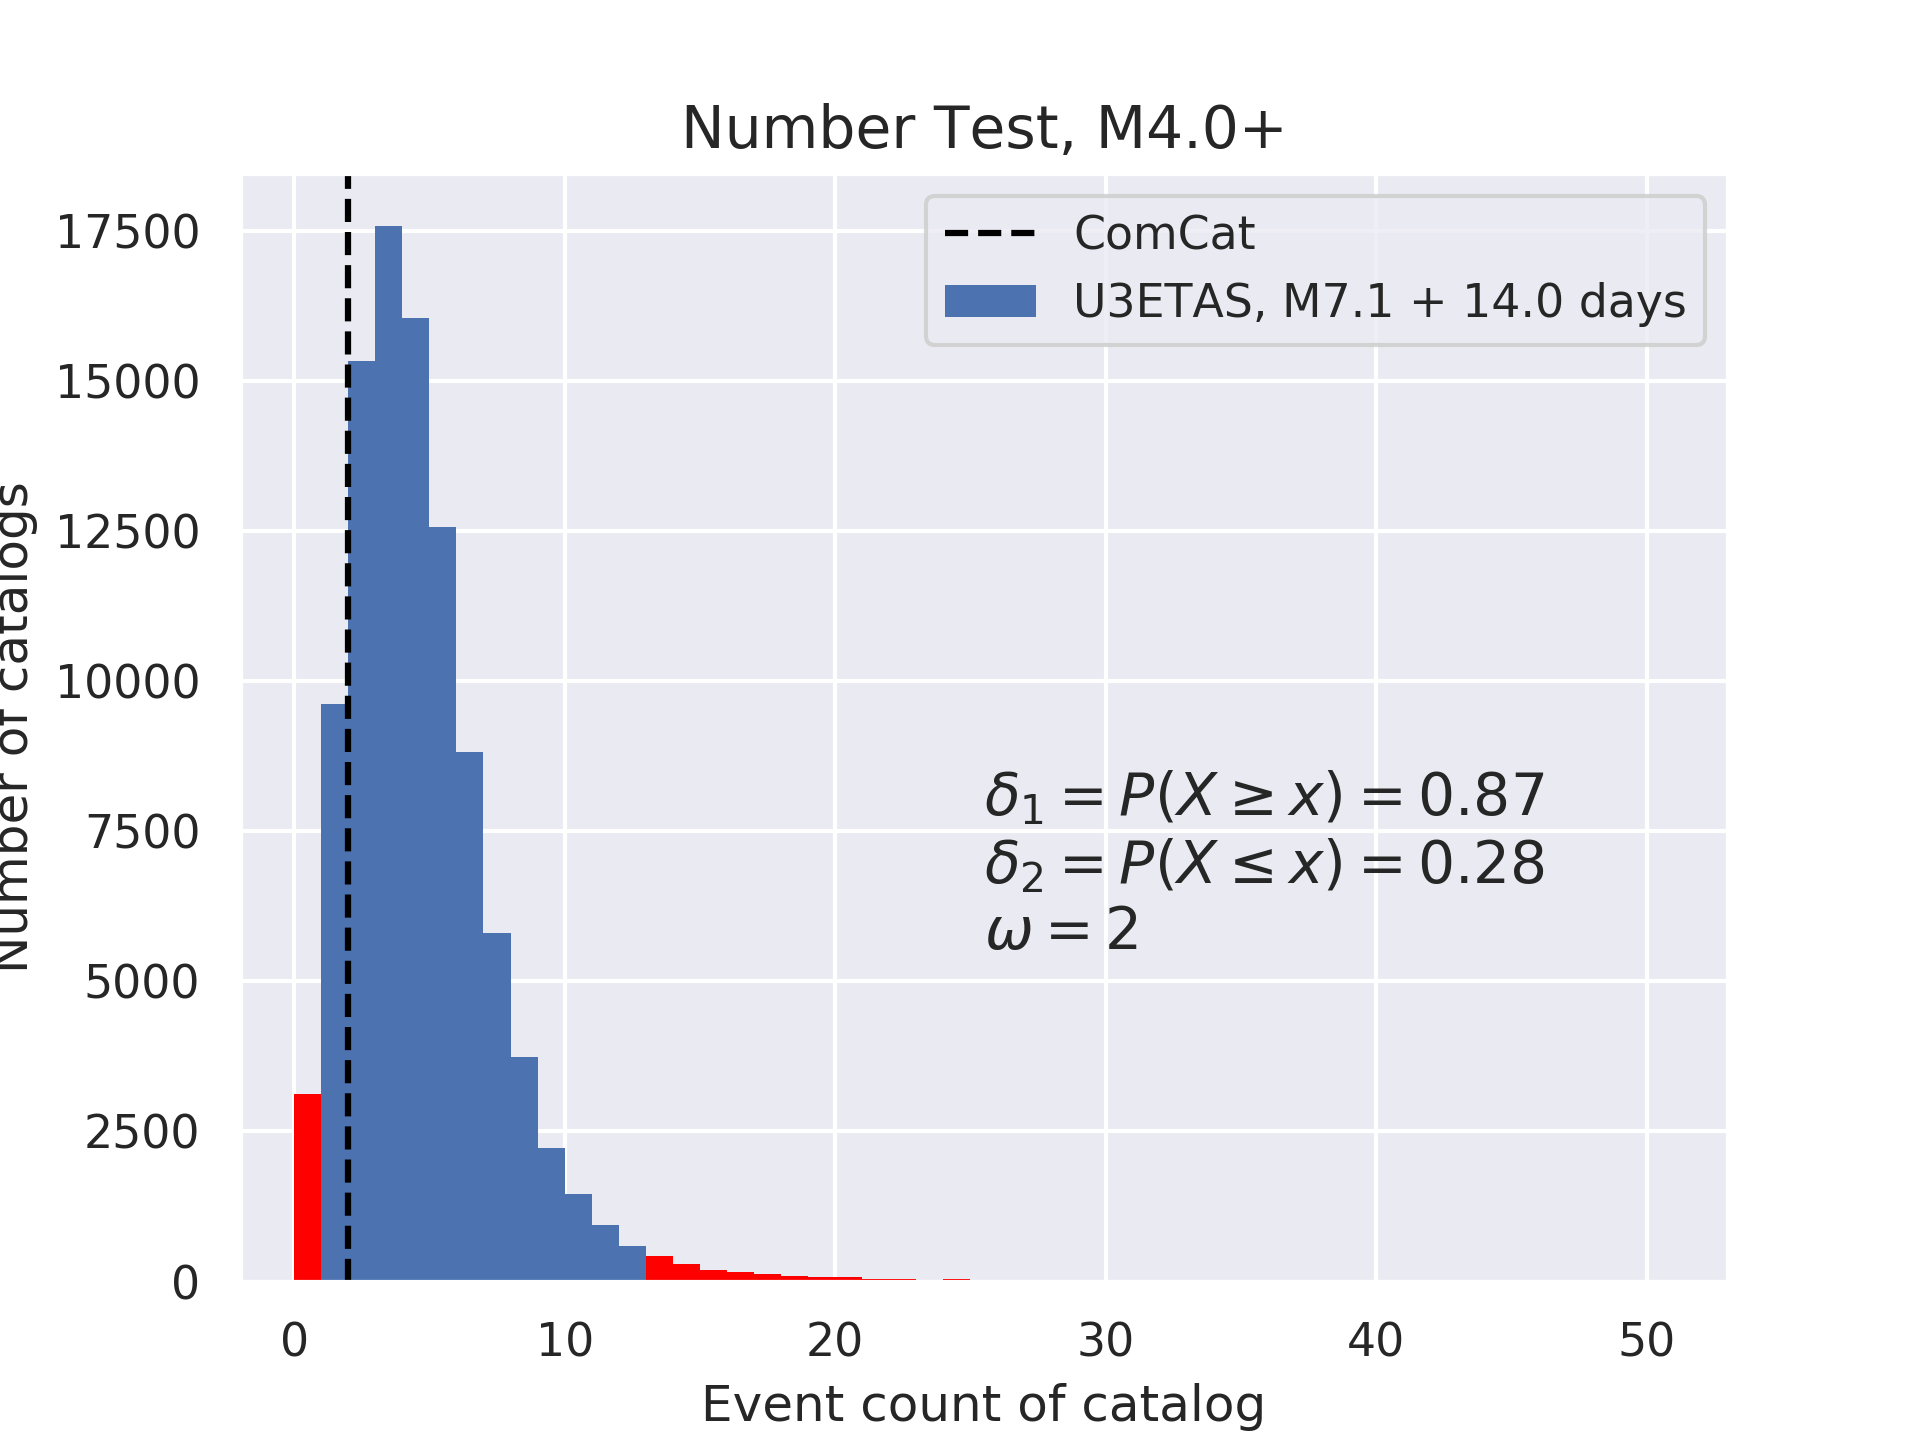 Number Test, M4.0+
ComCat
U3ETAS, M7.1 + 14.0 days
17500
15000
12500
10000
7500
5000
2500
0
Number of catalogs
δ₁ = P(X ≥ x) = 0.87
δ₂ = P(X ≤ x) = 0.28
ω = 2
0 10 20 30 40 50
Event count of catalog